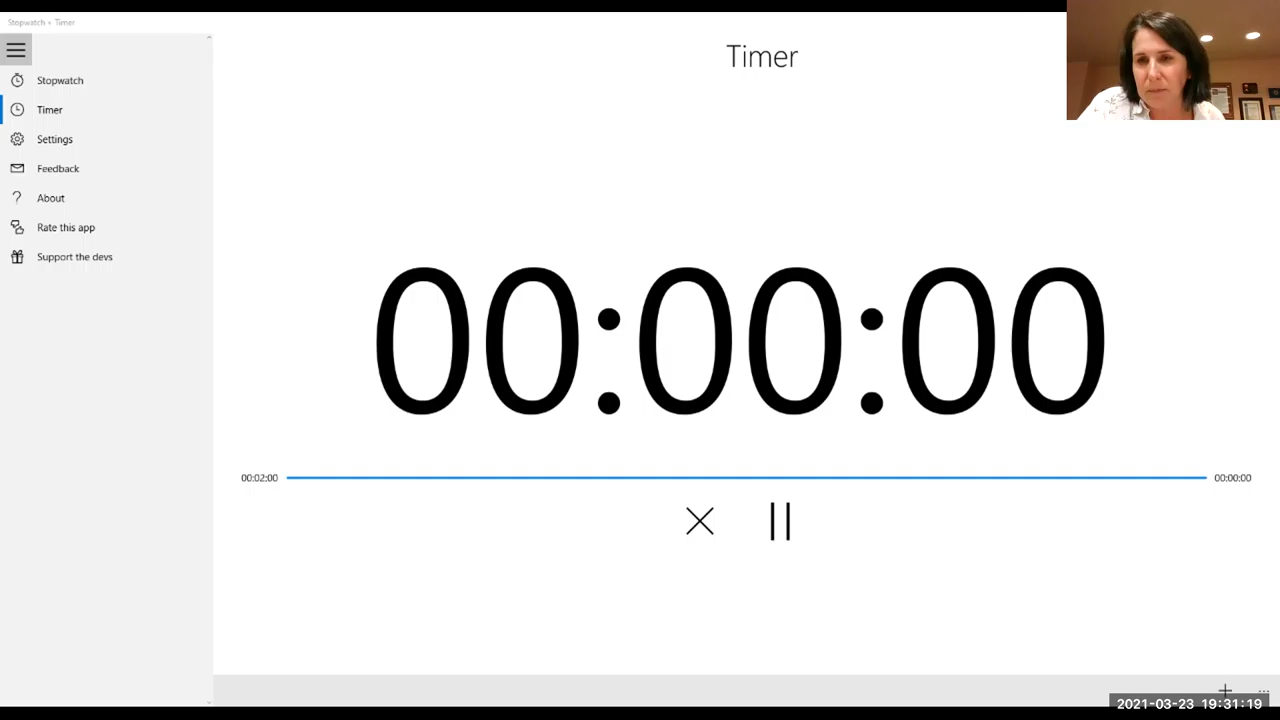 Stopwatch + Timer
Timer
Stopwatch
Timer
Settings
Feedback
? About
Rate this app
Support the devs
00:00:00
00:02:00
00:00:00
2021-03-23 19:31:19